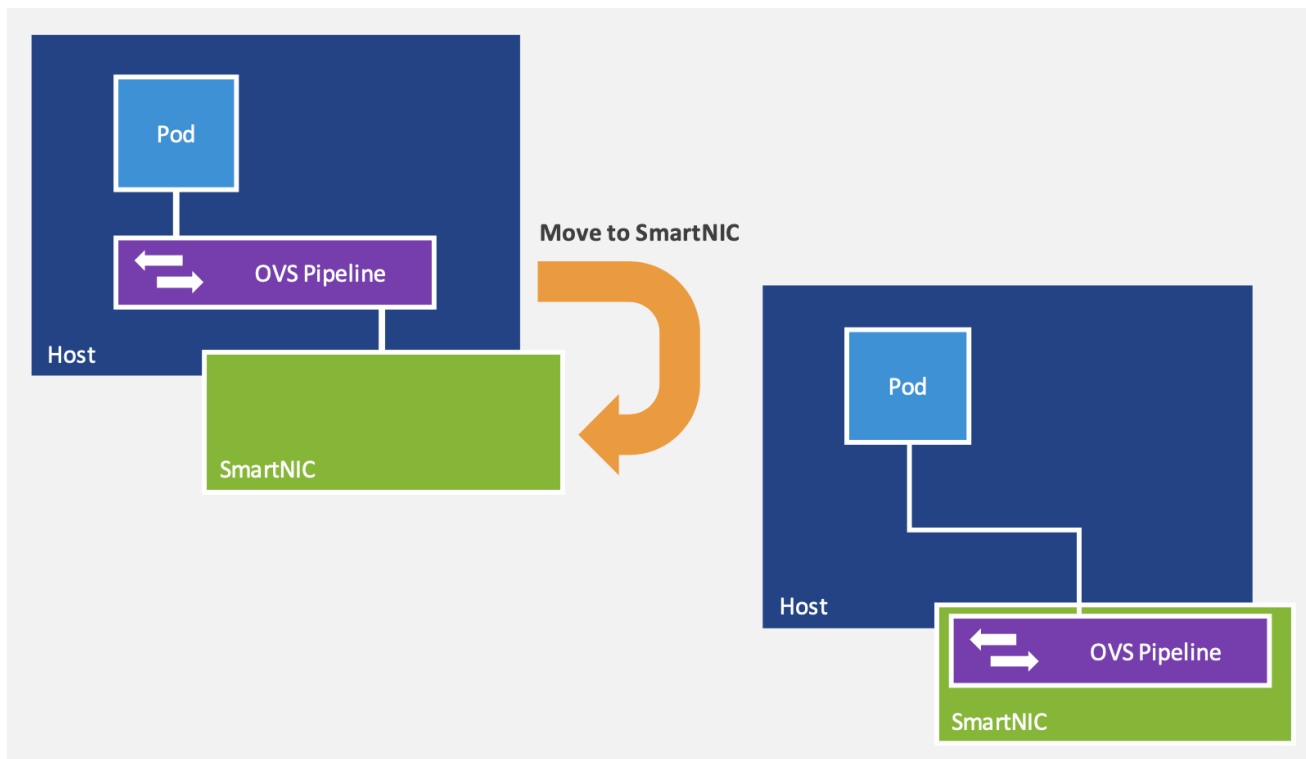 Pod
OVS Pipeline
Host
SmartNIC
Move to SmartNIC
Pod
Host
OVS Pipeline
SmartNIC